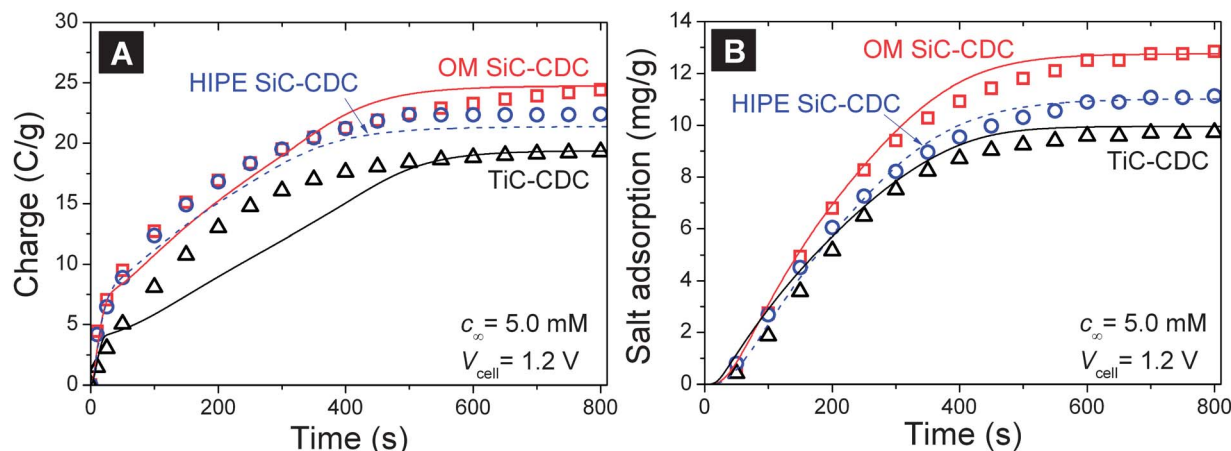 A
30
25
20
15
10
5
0
Charge (C/g)
OM SiC-CDC
HIPE SiC-CDC
TiC-CDC
c∞= 5.0 mM
Vcell= 1.2 V
0 200 400 600 800
Time (s)
B
14
12
10
8
6
4
2
0
Salt adsorption (mg/g)
OM SiC-CDC
HIPE SiC-CDC
TiC-CDC
c∞= 5.0 mM
Vcell= 1.2 V
0 200 400 600 800
Time (s)